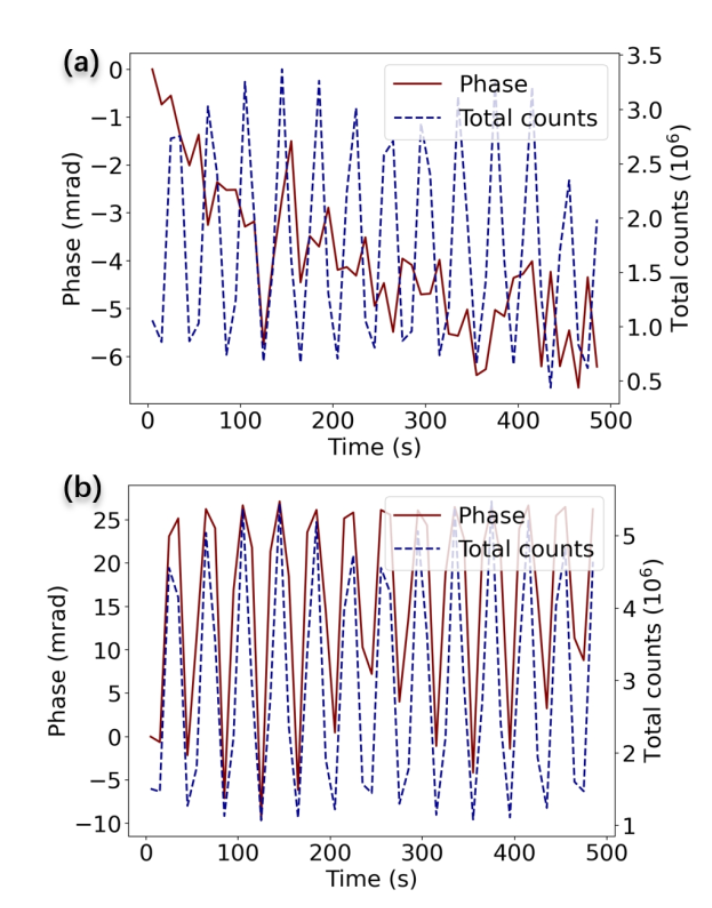 (a)
Phase (mrad)
0
−1
−2
−3
−4
−5
−6
Phase
Total counts
3.5
3.0
2.5
2.0
1.5
1.0
0.5
Total counts (10⁶)
0 100 200 300 400 500
Time (s)
(b)
Phase (mrad)
25
20
15
10
5
0
−5
−10
Phase
Total counts
5
4
3
2
1
Total counts (10⁶)
0 100 200 300 400 500
Time (s)